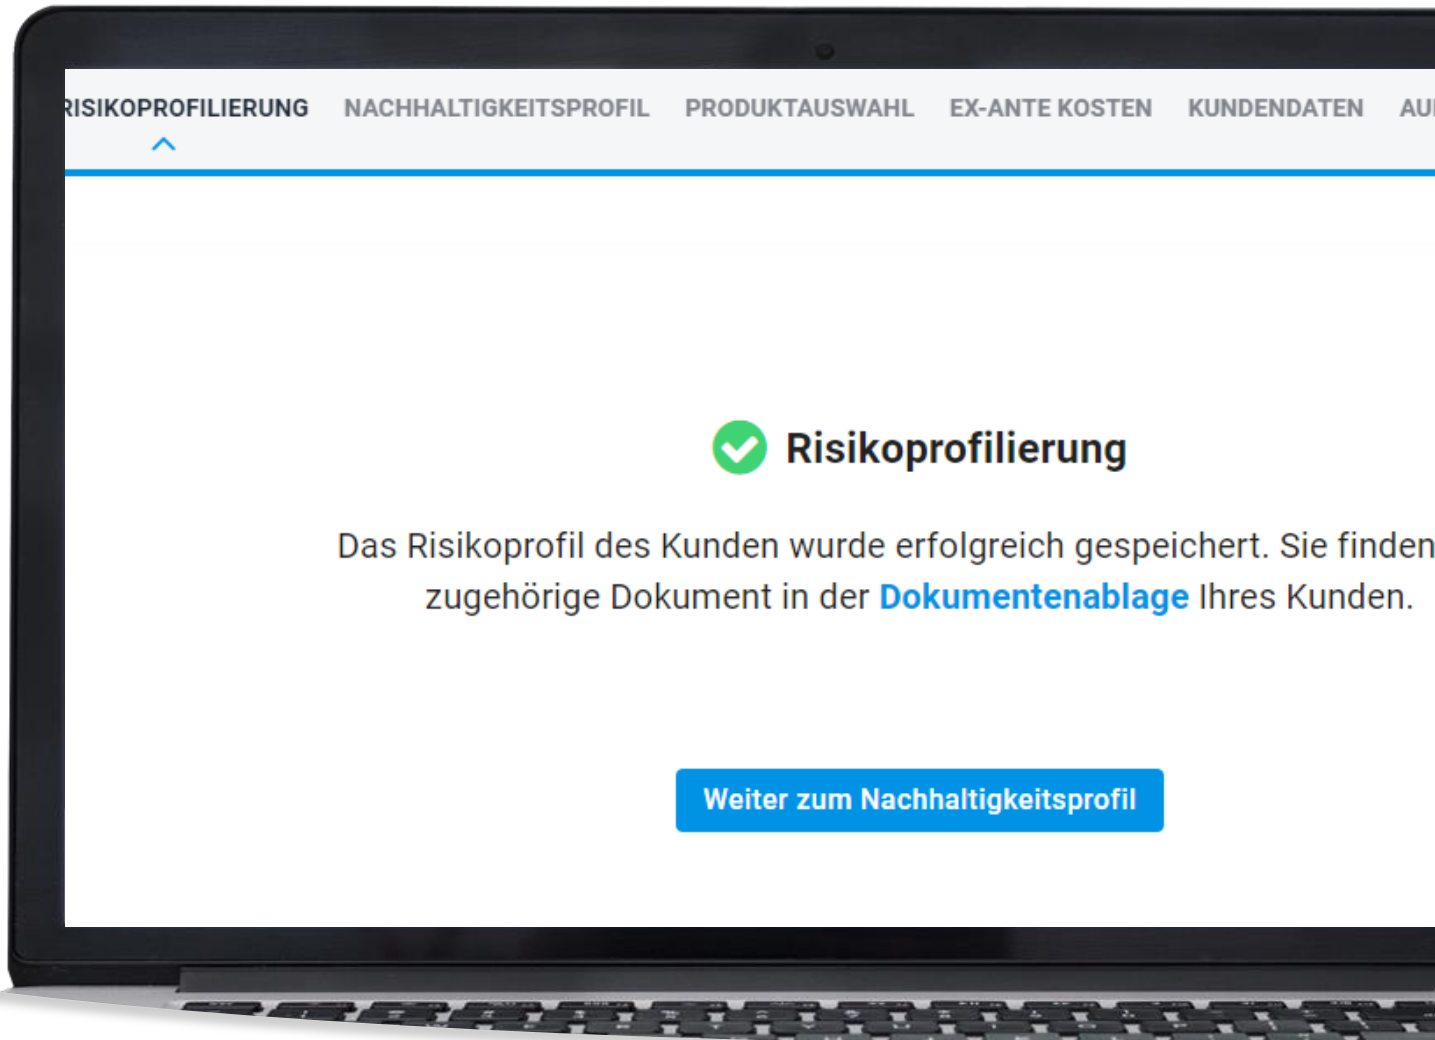 RISIKOPROFILIERUNG NACHHALTIGKEITSPROFIL PRODUKTAUSWAHL EX-ANTE KOSTEN KUNDENDATEN
Risikoprofilierung
Das Risikoprofil des Kunden wurde erfolgreich gespeichert. Sie finden
zugehörige Dokument in der Dokumentenablage Ihres Kunden.
Weiter zum Nachhaltigkeitsprofil